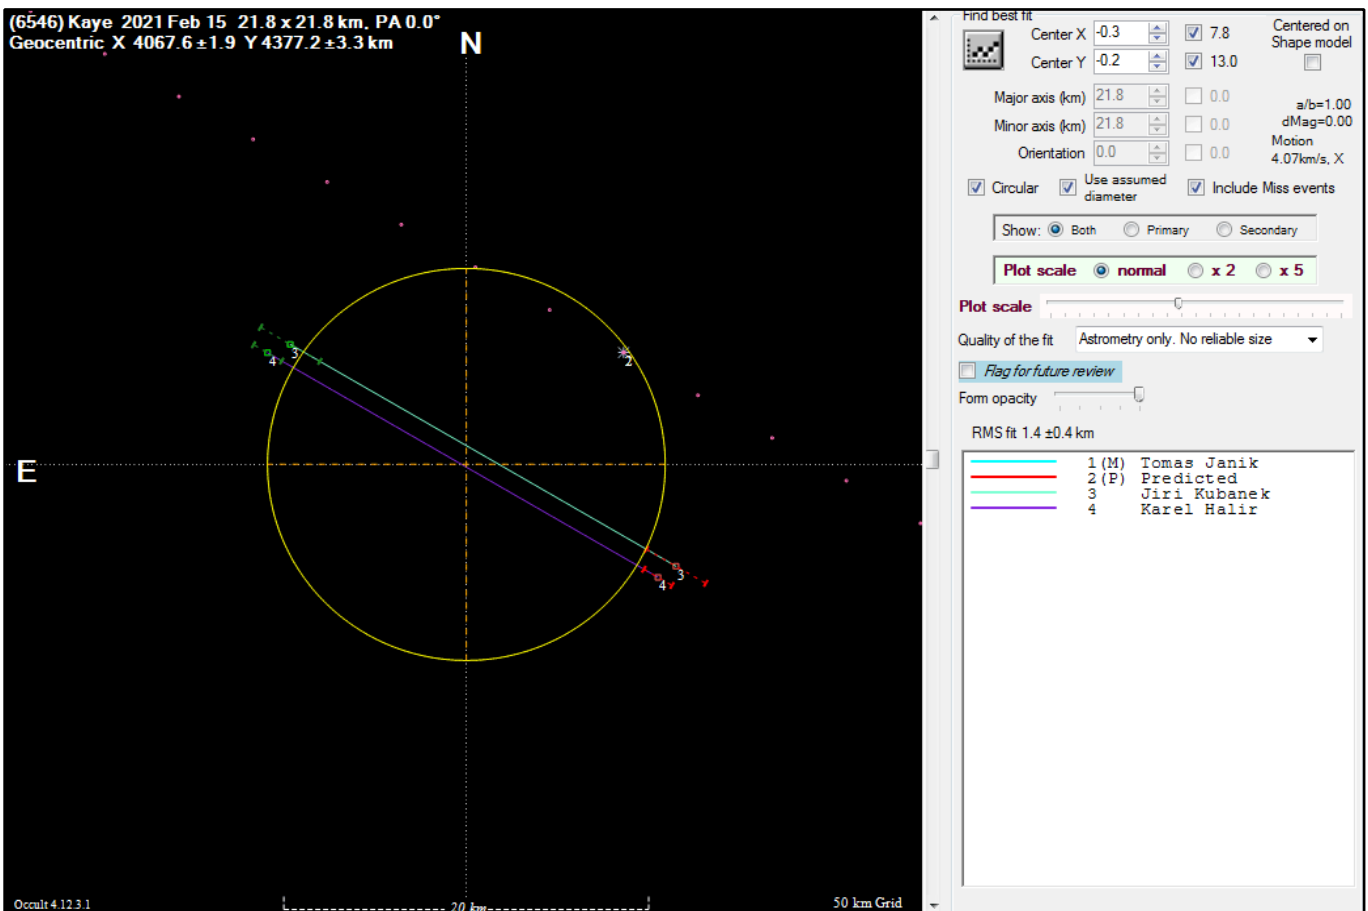 (6546) Kaye 2021 Feb 15 21.8 x 21.8 km, PA 0.0°
Geocentric X 4067.6 ±1.9 Y 4377.2 ±3.3 km
N
E
3
4
2
3
4
Occult 4.12.3.1
20 km
50 km Grid
Find best fit
Center X -0.3 7.8
Centered on
Shape model
Center Y -0.2 13.0
Major axis (km) 21.8 0.0
a/b=1.00
Minor axis (km) 21.8 0.0
dMag=0.00
Orientation 0.0 0.0
Motion
4.07km/s, X
Circular
Use assumed
diameter
Include Miss events
Show: Both Primary Secondary
Plot scale normal x 2 x 5
Plot scale
Quality of the fit Astrometry only. No reliable size
Flag for future review
Form opacity
RMS fit 1.4 ±0.4 km
1(M) Tomas Janik
2(P) Predicted
3 Jiri Kubanek
4 Karel Halir